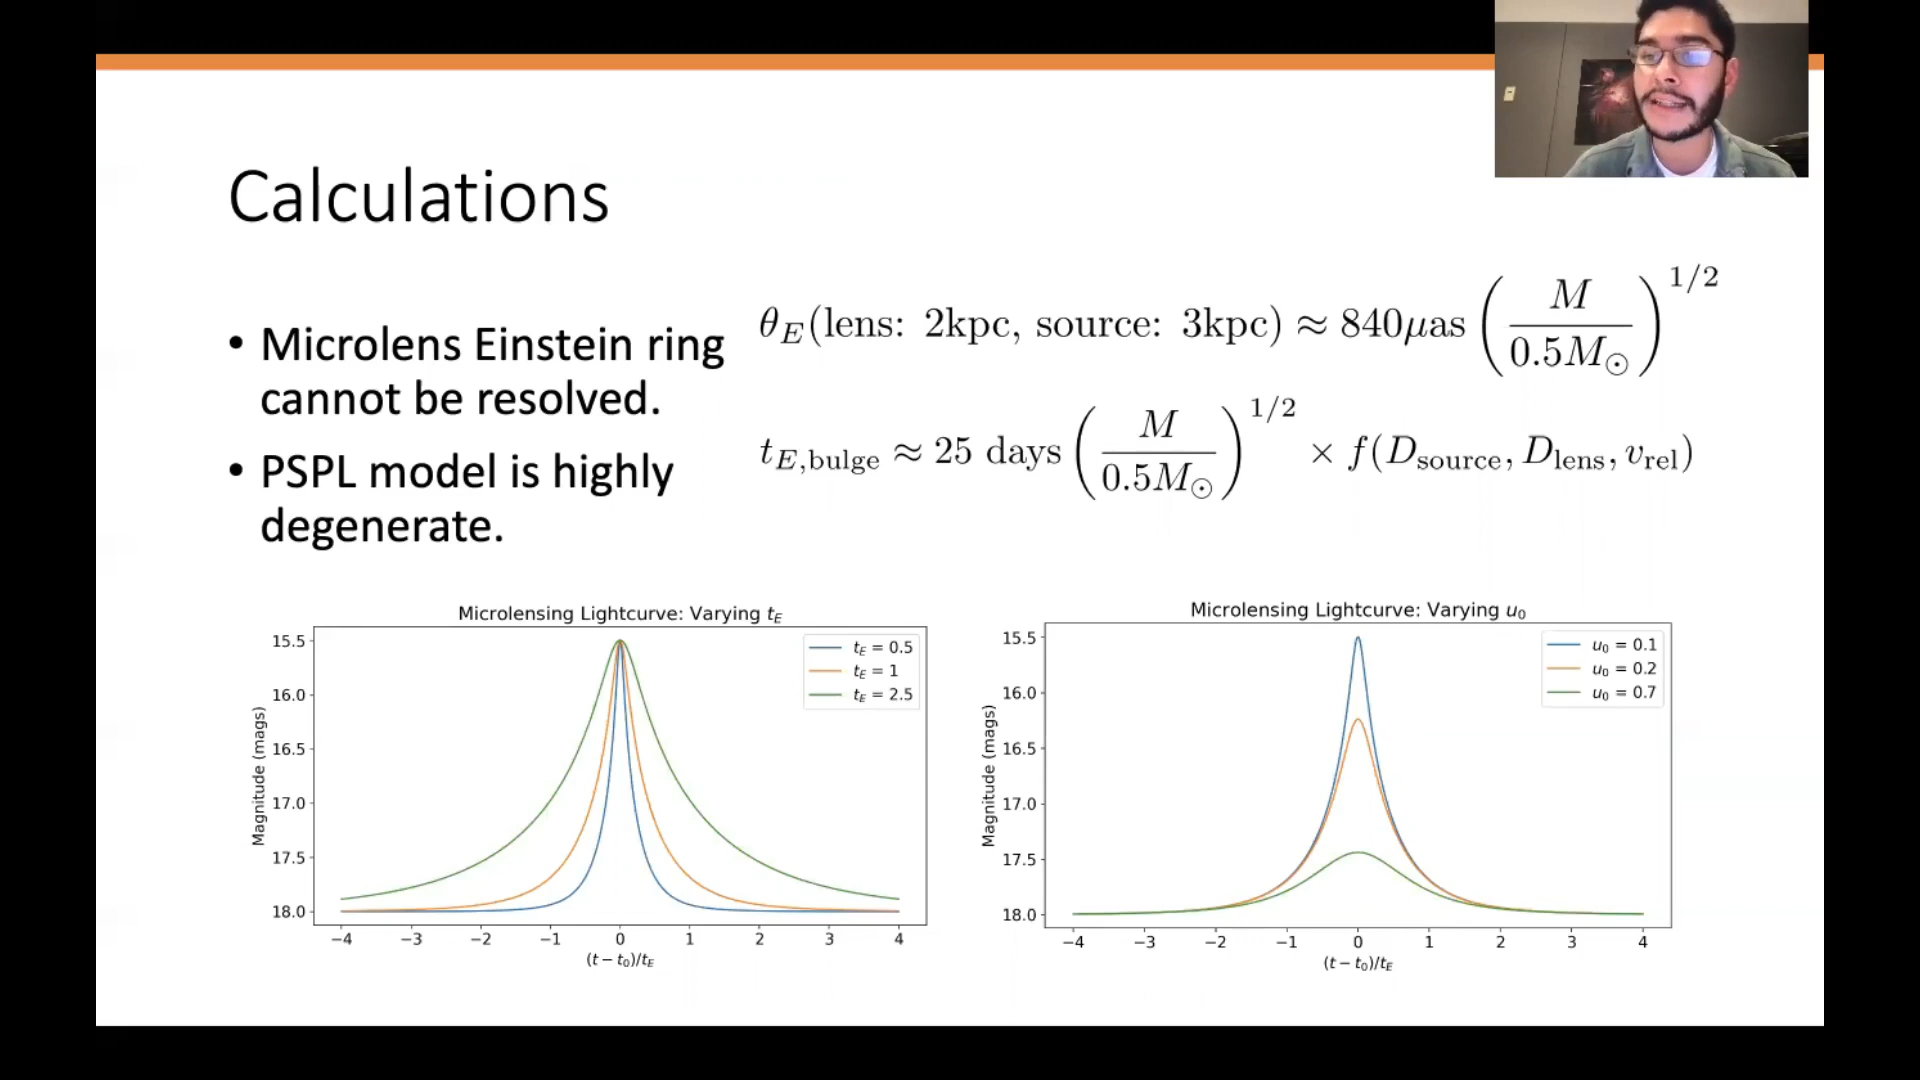 Calculations
• Microlens Einstein ring
cannot be resolved.
• PSPL model is highly
degenerate.
θ_E(lens: 2kpc, source: 3kpc) ≈ 840μas (M/0.5M_⊙)^{1/2}
t_{E,bulge} ≈ 25 days (M/0.5M_⊙)^{1/2} × f(D_source, D_lens, v_rel)
Microlensing Lightcurve: Varying t_E
t_E = 0.5
t_E = 1
t_E = 2.5
Magnitude (mags)
15.5
16.0
16.5
17.0
17.5
18.0
−4 −3 −2 −1 0 1 2 3 4
(t − t_0)/t_E
Microlensing Lightcurve: Varying u_0
u_0 = 0.1
u_0 = 0.2
u_0 = 0.7
Magnitude (mags)
15.5
16.0
16.5
17.0
17.5
18.0
−4 −3 −2 −1 0 1 2 3 4
(t − t_0)/t_E